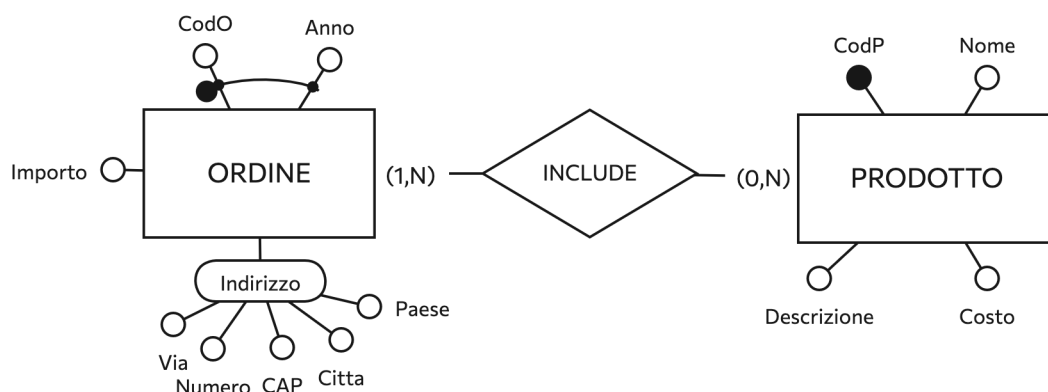 CodO
Anno
CodP
Nome
Importo
ORDINE
(1,N)
INCLUDE
(0,N)
PRODOTTO
Indirizzo
Via
Numero
CAP
Citta
Paese
Descrizione
Costo